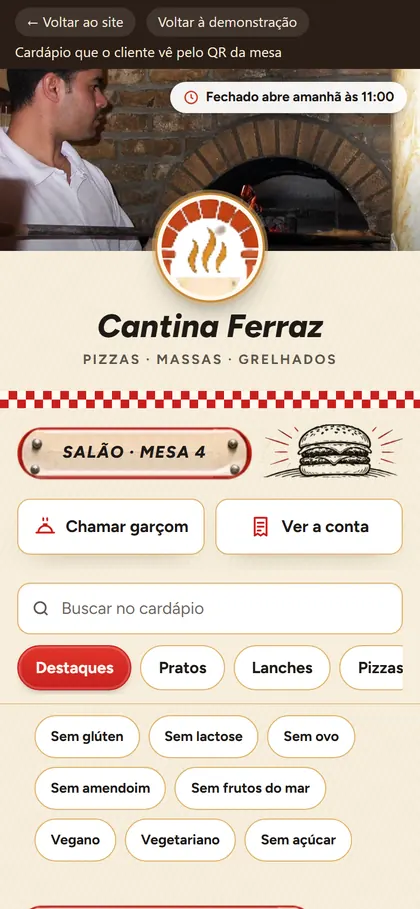 ← Voltar ao site
Voltar à demonstração
Cardápio que o cliente vê pelo QR da mesa
Fechado abre amanhã às 11:00
Cantina Ferraz
PIZZAS · MASSAS · GRELHADOS
SALÃO · MESA 4
Chamar garçom
Ver a conta
Buscar no cardápio
Destaques
Pratos
Lanches
Pizzas
Sem glúten
Sem lactose
Sem ovo
Sem amendoim
Sem frutos do mar
Vegano
Vegetariano
Sem açúcar